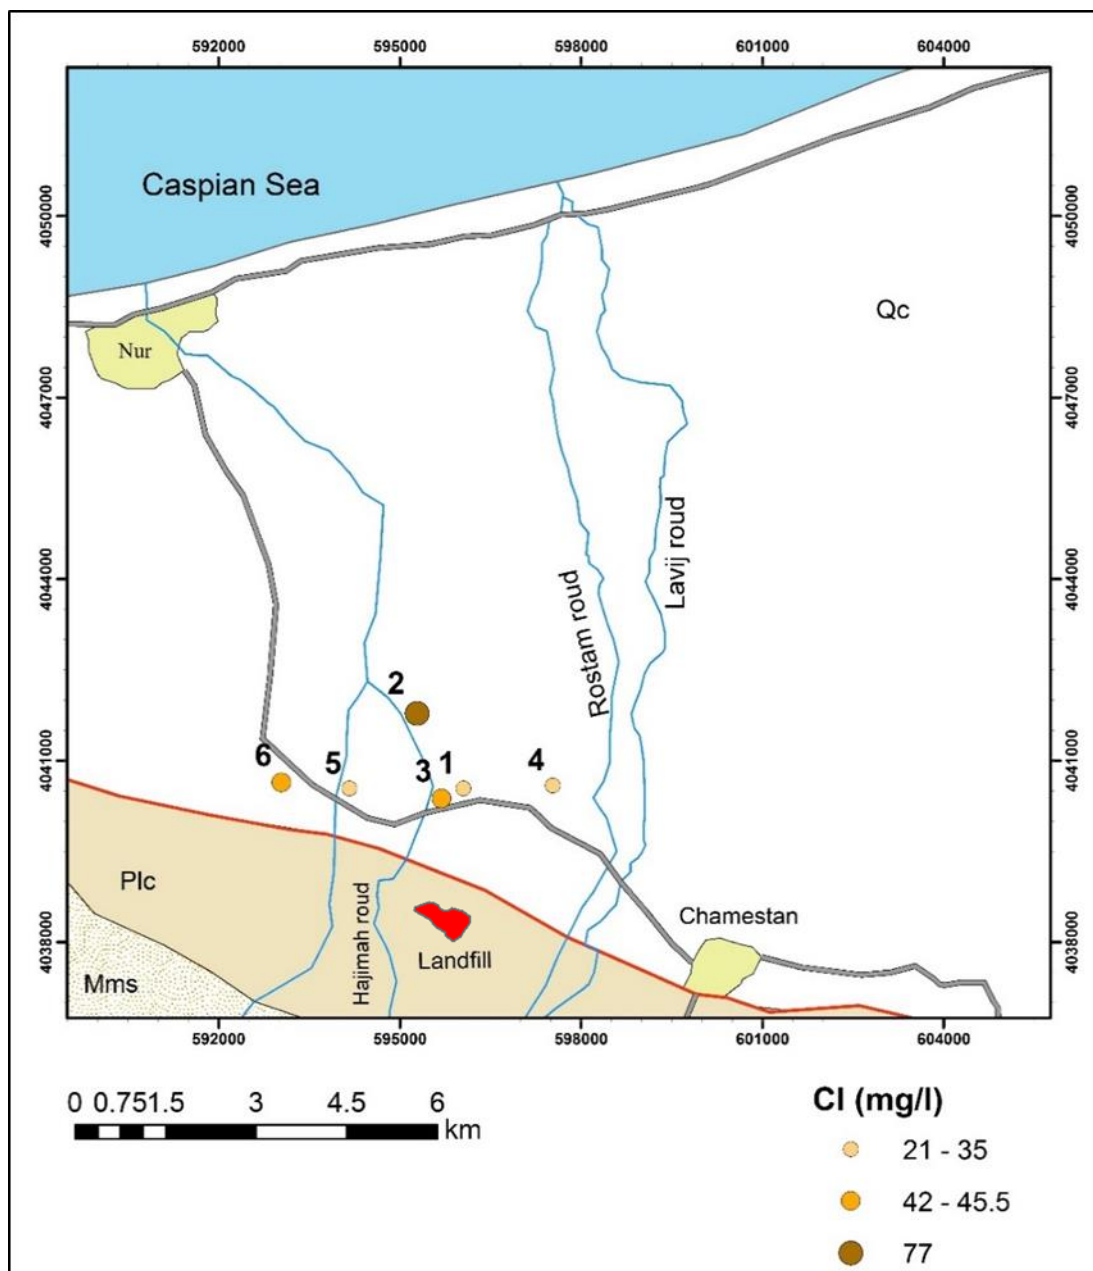 592000 595000 598000 601000 604000
4050000
4047000
4044000
4041000
4038000
4050000
4047000
4044000
4041000
4038000
Caspian Sea
Qc
Nur
Lavij roud
Rostam roud
2
6
5
3
1
4
Plc
Hajimah roud
Chamestan
Landfill
Mms
592000 595000 598000 601000 604000
0 0.751.5 3 4.5 6
km
Cl (mg/l)
21 - 35
42 - 45.5
77